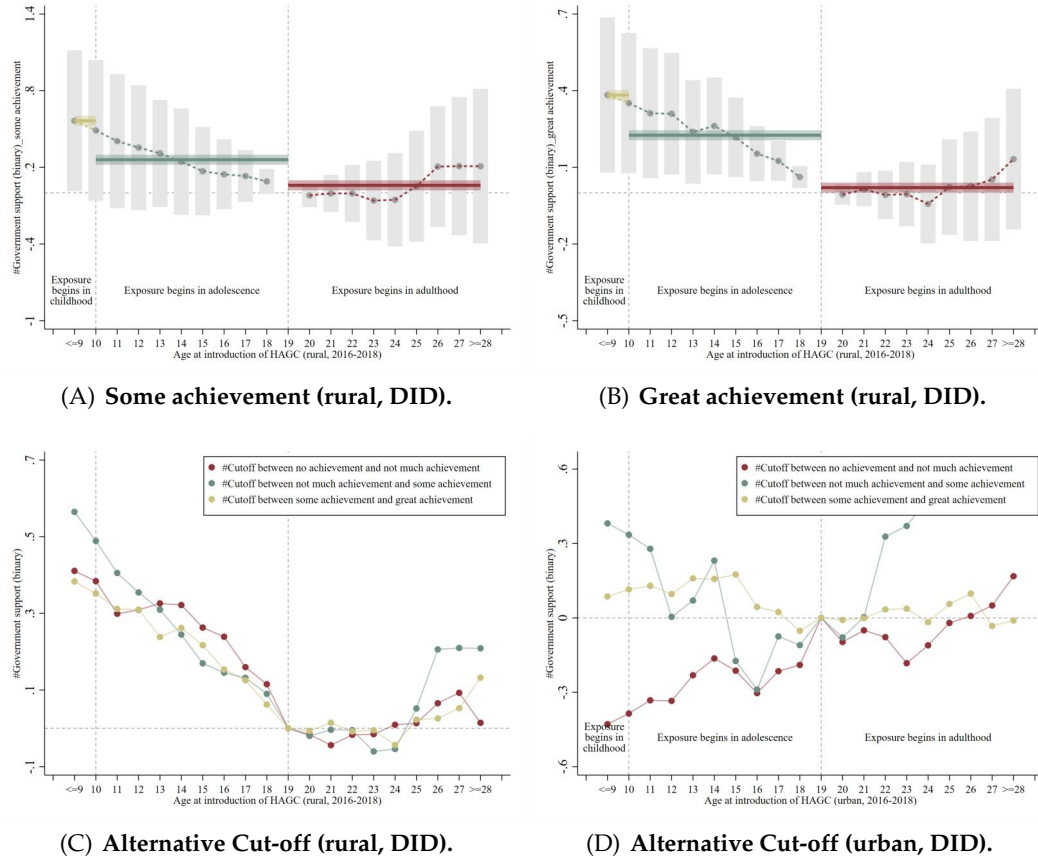 1.4
.8
.2
-.4
-1
#Government support (binary)_some achievement
Exposure
begins in
childhood
Exposure begins in adolescence
Exposure begins in adulthood
<=9 10 11 12 13 14 15 16 17 18 19 20 21 22 23 24 25 26 27 >=28
Age at introduction of HAGC (rural, 2016-2018)
(A) Some achievement (rural, DID).
.7
.4
.1
-.2
-.5
#Government support (binary)_great achievement
Exposure
begins in
childhood
Exposure begins in adolescence
Exposure begins in adulthood
<=9 10 11 12 13 14 15 16 17 18 19 20 21 22 23 24 25 26 27 >=28
Age at introduction of HAGC (rural, 2016-2018)
(B) Great achievement (rural, DID).
.7
.5
.3
.1
-.1
#Government support (binary)
#Cutoff between no achievement and not much achievement
#Cutoff between not much achievement and some achievement
#Cutoff between some achievement and great achievement
<=9 10 11 12 13 14 15 16 17 18 19 20 21 22 23 24 25 26 27 >=28
Age at introduction of HAGC (rural, 2016-2018)
(C) Alternative Cut-off (rural, DID).
.6
.3
0
-.3
-.6
#Government support (binary)
#Cutoff between no achievement and not much achievement
#Cutoff between not much achievement and some achievement
#Cutoff between some achievement and great achievement
Exposure
begins in
childhood
Exposure begins in adolescence
Exposure begins in adulthood
<=9 10 11 12 13 14 15 16 17 18 19 20 21 22 23 24 25 26 27 >=28
Age at introduction of HAGC (urban, 2016-2018)
(D) Alternative Cut-off (urban, DID).